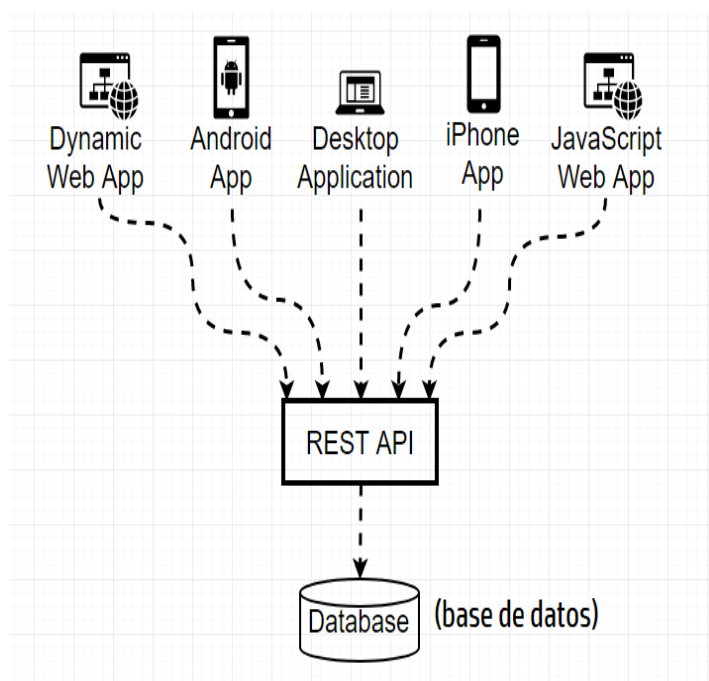 Dynamic
Web App
Android
App
Desktop
Application
iPhone
App
JavaScript
Web App
REST API
Database
(base de datos)